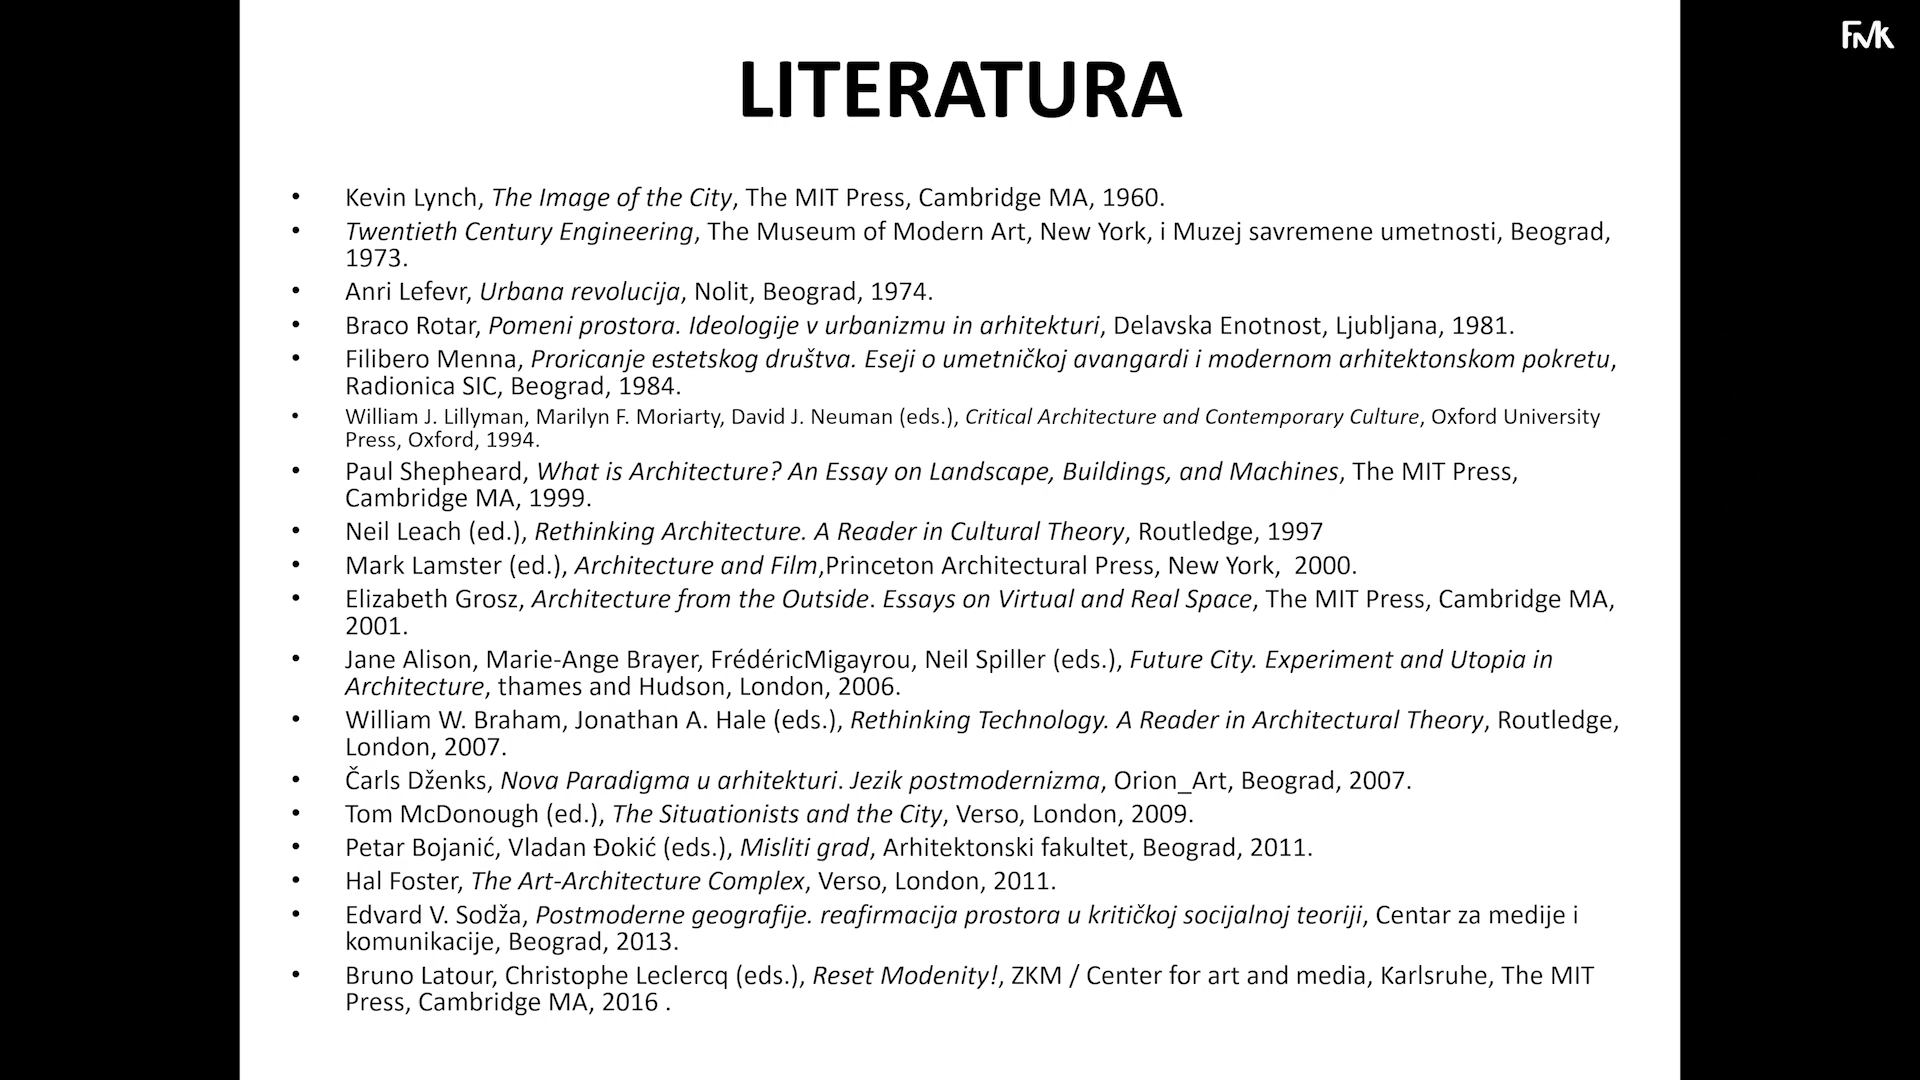 FMK
LITERATURA
• Kevin Lynch, The Image of the City, The MIT Press, Cambridge MA, 1960.
• Twentieth Century Engineering, The Museum of Modern Art, New York, i Muzej savremene umetnosti, Beograd,
1973.
• Anri Lefevr, Urbana revolucija, Nolit, Beograd, 1974.
• Braco Rotar, Pomeni prostora. Ideologije v urbanizmu in arhitekturi, Delavska Enotnost, Ljubljana, 1981.
• Filibero Menna, Proricanje estetskog društva. Eseji o umetničkoj avangardi i modernom arhitektonskom pokretu,
Radionica SIC, Beograd, 1984.
• William J. Lillyman, Marilyn F. Moriarty, David J. Neuman (eds.), Critical Architecture and Contemporary Culture, Oxford University
Press, Oxford, 1994.
• Paul Shepheard, What is Architecture? An Essay on Landscape, Buildings, and Machines, The MIT Press,
Cambridge MA, 1999.
• Neil Leach (ed.), Rethinking Architecture. A Reader in Cultural Theory, Routledge, 1997
• Mark Lamster (ed.), Architecture and Film,Princeton Architectural Press, New York,  2000.
• Elizabeth Grosz, Architecture from the Outside. Essays on Virtual and Real Space, The MIT Press, Cambridge MA,
2001.
• Jane Alison, Marie-Ange Brayer, FrédéricMigayrou, Neil Spiller (eds.), Future City. Experiment and Utopia in
Architecture, thames and Hudson, London, 2006.
• William W. Braham, Jonathan A. Hale (eds.), Rethinking Technology. A Reader in Architectural Theory, Routledge,
London, 2007.
• Čarls Dženks, Nova Paradigma u arhitekturi. Jezik postmodernizma, Orion_Art, Beograd, 2007.
• Tom McDonough (ed.), The Situationists and the City, Verso, London, 2009.
• Petar Bojanić, Vladan Đokić (eds.), Misliti grad, Arhitektonski fakultet, Beograd, 2011.
• Hal Foster, The Art-Architecture Complex, Verso, London, 2011.
• Edvard V. Sodža, Postmoderne geografije. reafirmacija prostora u kritičkoj socijalnoj teoriji, Centar za medije i
komunikacije, Beograd, 2013.
• Bruno Latour, Christophe Leclercq (eds.), Reset Modenity!, ZKM / Center for art and media, Karlsruhe, The MIT
Press, Cambridge MA, 2016 .